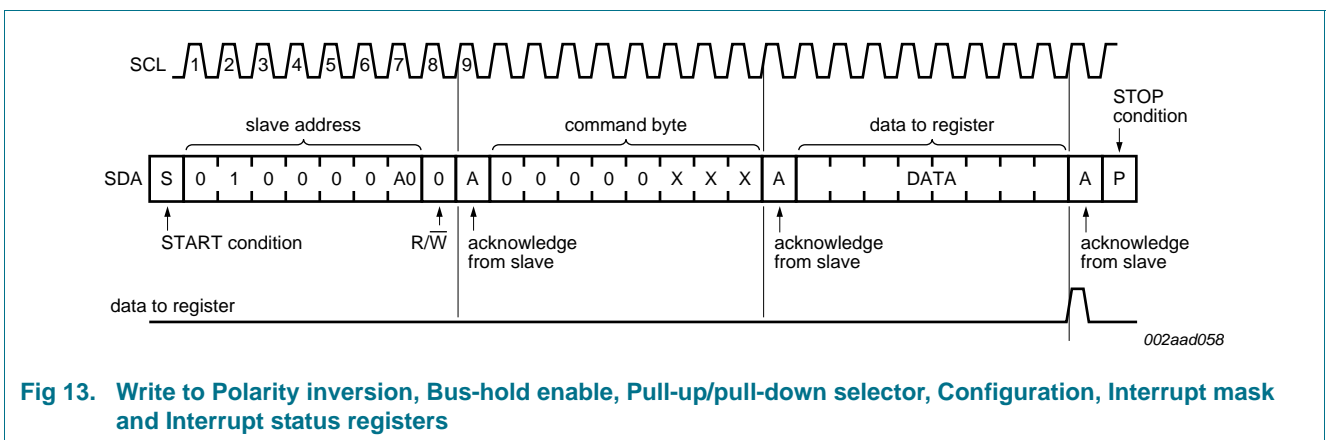 SCL 1 2 3 4 5 6 7 8 9
STOP
condition
slave address command byte data to register
SDA S 0 1 0 0 0 0 A0 0 A 0 0 0 0 0 X X X A DATA A P
START condition R/W̅ acknowledge from slave acknowledge from slave acknowledge from slave
data to register
002aad058
Fig 13. Write to Polarity inversion, Bus-hold enable, Pull-up/pull-down selector, Configuration, Interrupt mask
and Interrupt status registers